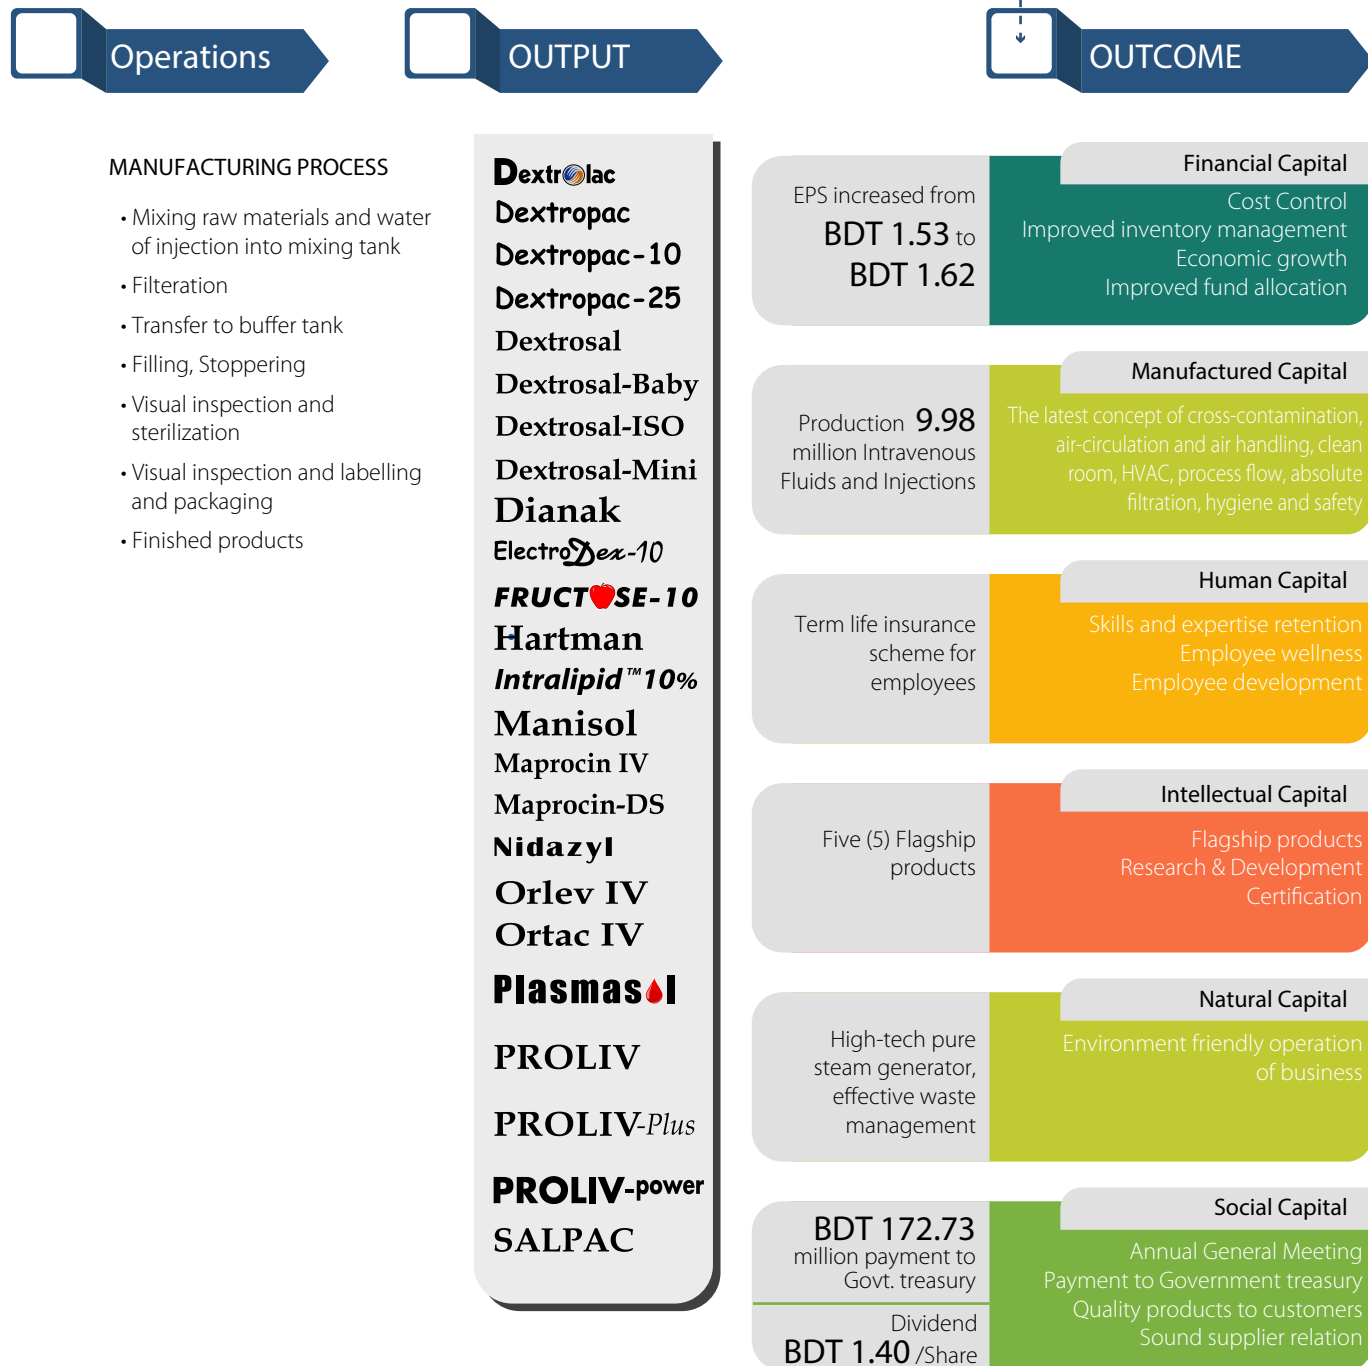 Operations
OUTPUT
OUTCOME
MANUFACTURING PROCESS
• Mixing raw materials and water
of injection into mixing tank
• Filteration
• Transfer to buffer tank
• Filling, Stoppering
• Visual inspection and
sterilization
• Visual inspection and labelling
and packaging
• Finished products
Dextrolac
Dextropac
Dextropac-10
Dextropac-25
Dextrosal
Dextrosal-Baby
Dextrosal-ISO
Dextrosal-Mini
Dianak
ElectroDex-10
FRUCTOSE-10
Hartman
Intralipid™10%
Manisol
Maprocin IV
Maprocin-DS
Nidazyl
Orlev IV
Ortac IV
Plasmasol
PROLIV
PROLIV-Plus
PROLIV-power
SALPAC
EPS increased from
BDT 1.53 to
BDT 1.62
Financial Capital
Cost Control
Improved inventory management
Economic growth
Improved fund allocation
Production 9.98
million Intravenous
Fluids and Injections
Manufactured Capital
The latest concept of cross-contamination,
air-circulation and air handling, clean
room, HVAC, process flow, absolute
filtration, hygiene and safety
Term life insurance
scheme for
employees
Human Capital
Skills and expertise retention
Employee wellness
Employee development
Five (5) Flagship
products
Intellectual Capital
Flagship products
Research & Development
Certification
High-tech pure
steam generator,
effective waste
management
Natural Capital
Environment friendly operation
of business
BDT 172.73
million payment to
Govt. treasury
Dividend
BDT 1.40 /Share
Social Capital
Annual General Meeting
Payment to Government treasury
Quality products to customers
Sound supplier relation